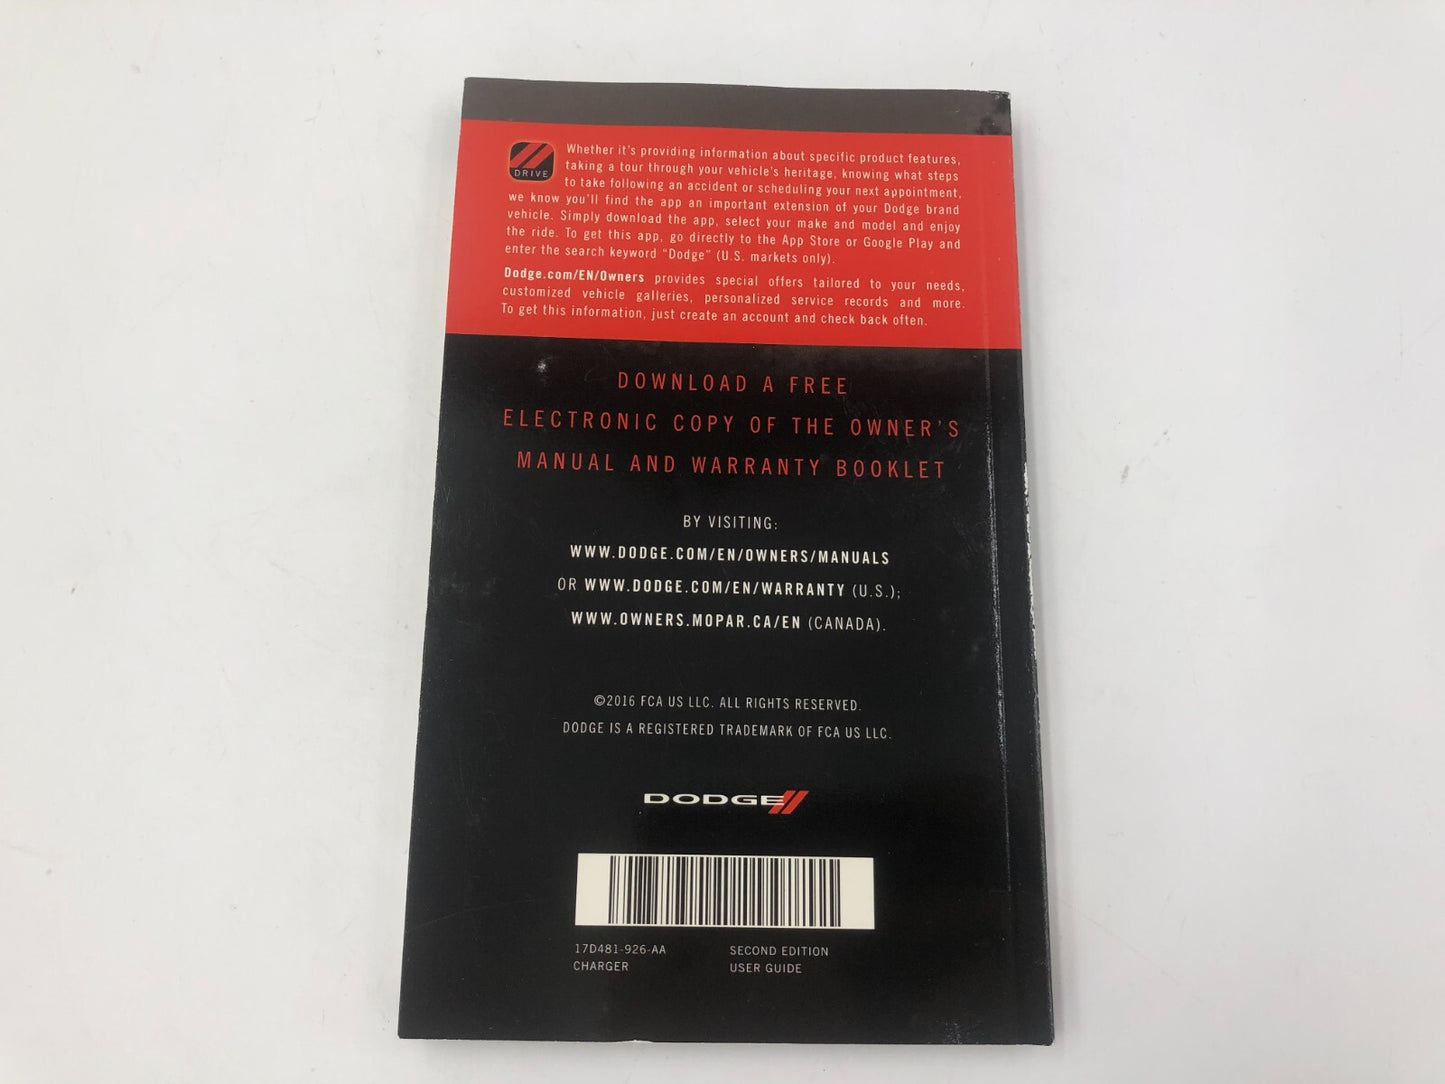 DRIVE
Whether it's providing information about specific product features,
taking a tour through your vehicle's heritage, knowing what steps
to take following an accident or scheduling your next appointment,
we know you'll find the app an important extension of your Dodge brand
vehicle. Simply download the app, select your make and model and enjoy
the ride. To get this app, go directly to the App Store or Google Play and
enter the search keyword “Dodge” (U.S. markets only).
Dodge.com/EN/Owners provides special offers tailored to your needs,
customized vehicle galleries, personalized service records and more.
To get this information, just create an account and check back often.
DOWNLOAD A FREE
ELECTRONIC COPY OF THE OWNER'S
MANUAL AND WARRANTY BOOKLET
BY VISITING:
WWW.DODGE.COM/EN/OWNERS/MANUALS
OR WWW.DODGE.COM/EN/WARRANTY (U.S.);
WWW.OWNERS.MOPAR.CA/EN (CANADA).
©2016 FCA US LLC. ALL RIGHTS RESERVED.
DODGE IS A REGISTERED TRADEMARK OF FCA US LLC.
DODGE
17D481-926-AA SECOND EDITION
CHARGER USER GUIDE